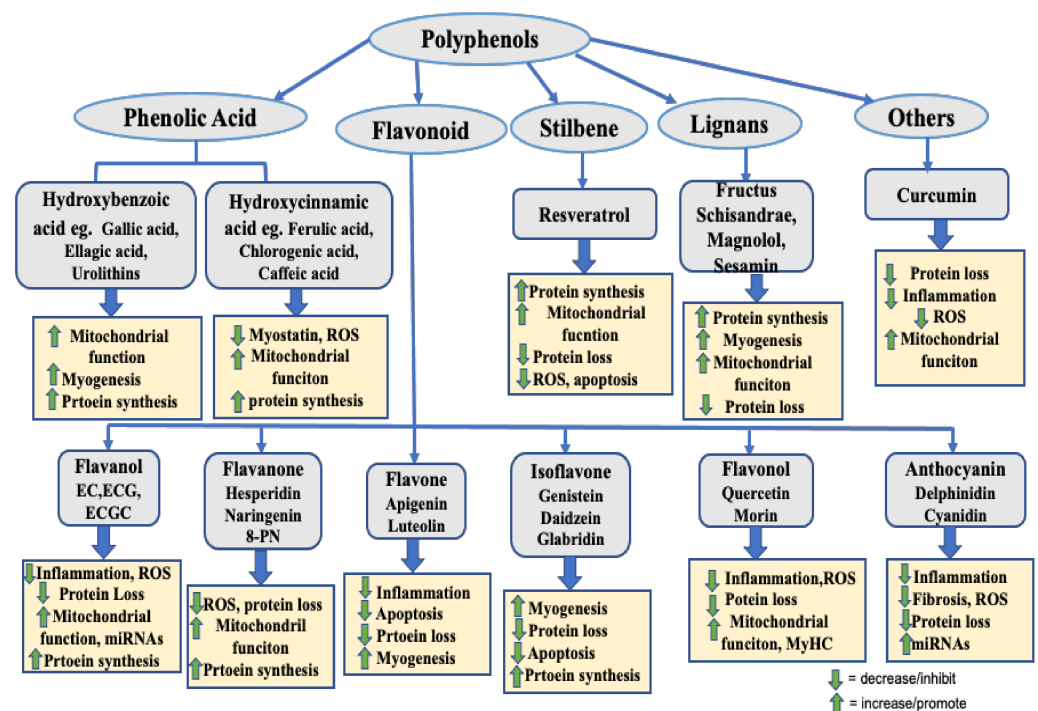 Polyphenols
Phenolic Acid
Flavonoid
Stilbene
Lignans
Others
Hydroxybenzoic
acid eg. Gallic acid,
Ellagic acid,
Urolithins
Hydroxycinnamic
acid eg. Ferulic acid,
Chlorogenic acid,
Caffeic acid
Resveratrol
Fructus
Schisandrae,
Magnolol,
Sesamin
Curcumin
Mitochondrial
function
Myogenesis
Prtoein synthesis
Myostatin, ROS
Mitochondrial
funciton
protein synthesis
Protein synthesis
Mitochondrial
fucntion
Protein loss
ROS, apoptosis
Protein synthesis
Myogenesis
Mitochondrial
funciton
Protein loss
Protein loss
Inflammation
ROS
Mitochondrial
funciton
Flavanol
EC,ECG,
ECGC
Flavanone
Hesperidin
Naringenin
8-PN
Flavone
Apigenin
Luteolin
Isoflavone
Genistein
Daidzein
Glabridin
Flavonol
Quercetin
Morin
Anthocyanin
Delphinidin
Cyanidin
Inflammation, ROS
Protein Loss
Mitochondrial
function, miRNAs
Prtoein synthesis
ROS, protein loss
Mitochondril
funciton
Prtoein synthesis
Inflammation
Apoptosis
Prtoein loss
Myogenesis
Myogenesis
Protein loss
Apoptosis
Prtoein synthesis
Inflammation,ROS
Potein loss
Mitochondrial
funciton, MyHC
Inflammation
Fibrosis, ROS
Protein loss
miRNAs
= decrease/inhibit
= increase/promote